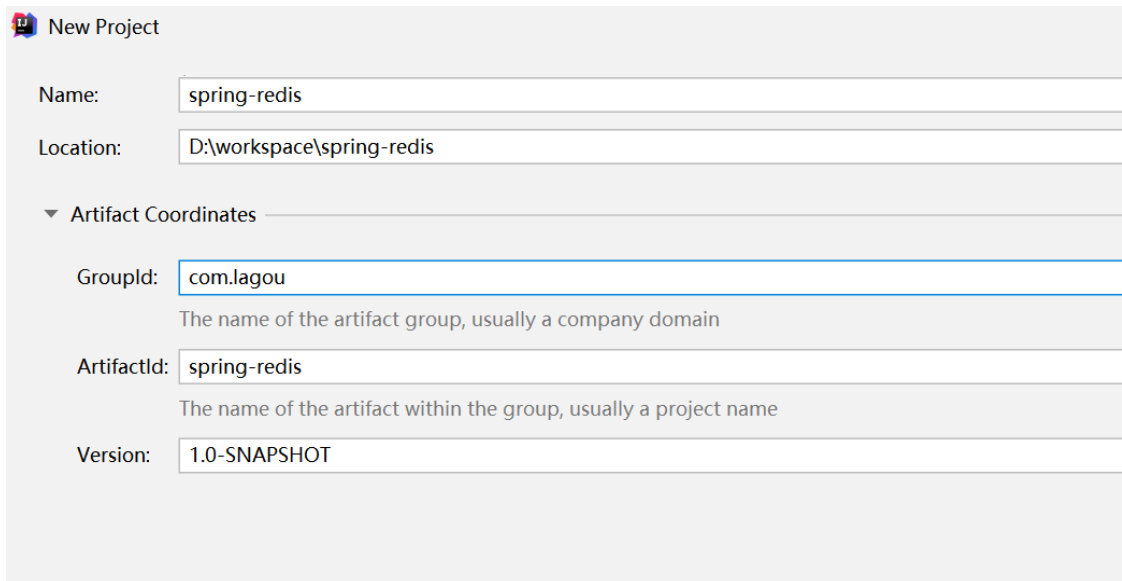 New Project
Name: spring-redis
Location: D:\workspace\spring-redis
Artifact Coordinates
GroupId: com.lagou
The name of the artifact group, usually a company domain
ArtifactId: spring-redis
The name of the artifact within the group, usually a project name
Version: 1.0-SNAPSHOT